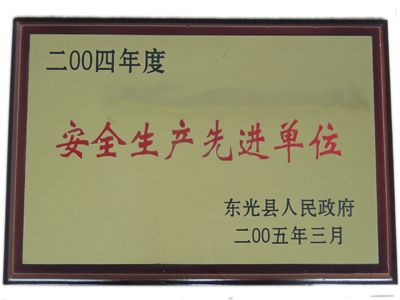 二00四年度
安全生产先进单位
东光县人民政府
二00五年三月